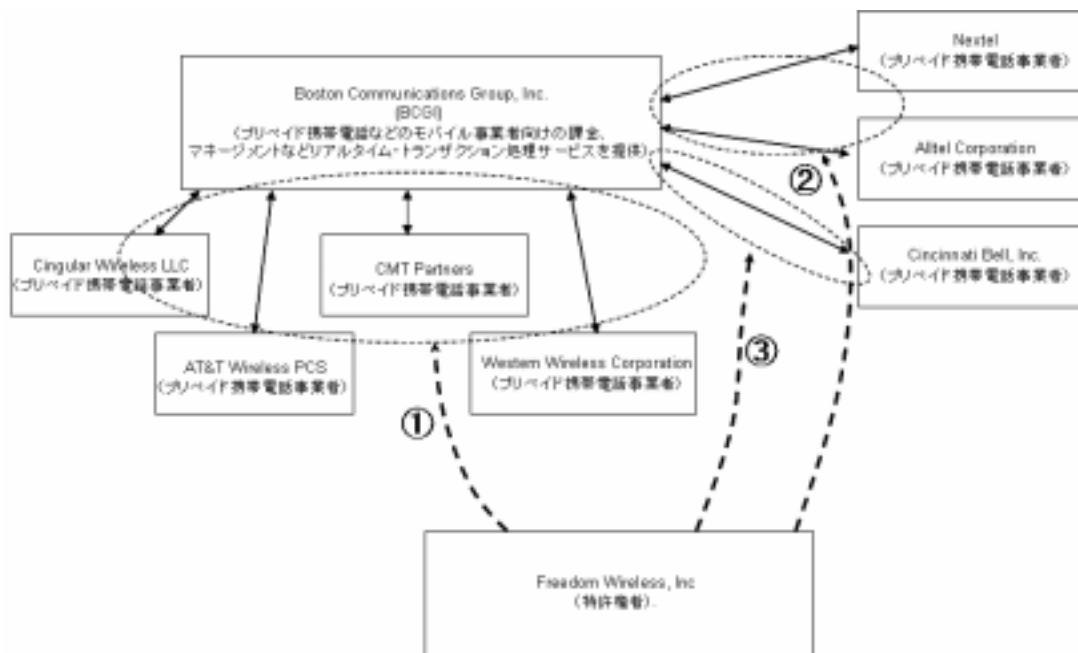 Boston Communications Group, Inc.
(BCGI)
(プリペイド携帯電話などのモバイル事業者向けの課金、
マネージメントなどリアルタイム・トランザクション処理サービスを提供)
Nextel
(プリペイド携帯電話事業者)
Alltel Corporation
(プリペイド携帯電話事業者)
②
Cincinnati Bell, Inc.
(プリペイド携帯電話事業者)
Cingular Wireless LLC
(プリペイド携帯電話事業者)
CMT Partners
(プリペイド携帯電話事業者)
AT&T Wireless PCS
(プリペイド携帯電話事業者)
Western Wireless Corporation
(プリペイド携帯電話事業者)
③
①
Freedom Wireless, Inc
(特許権者).